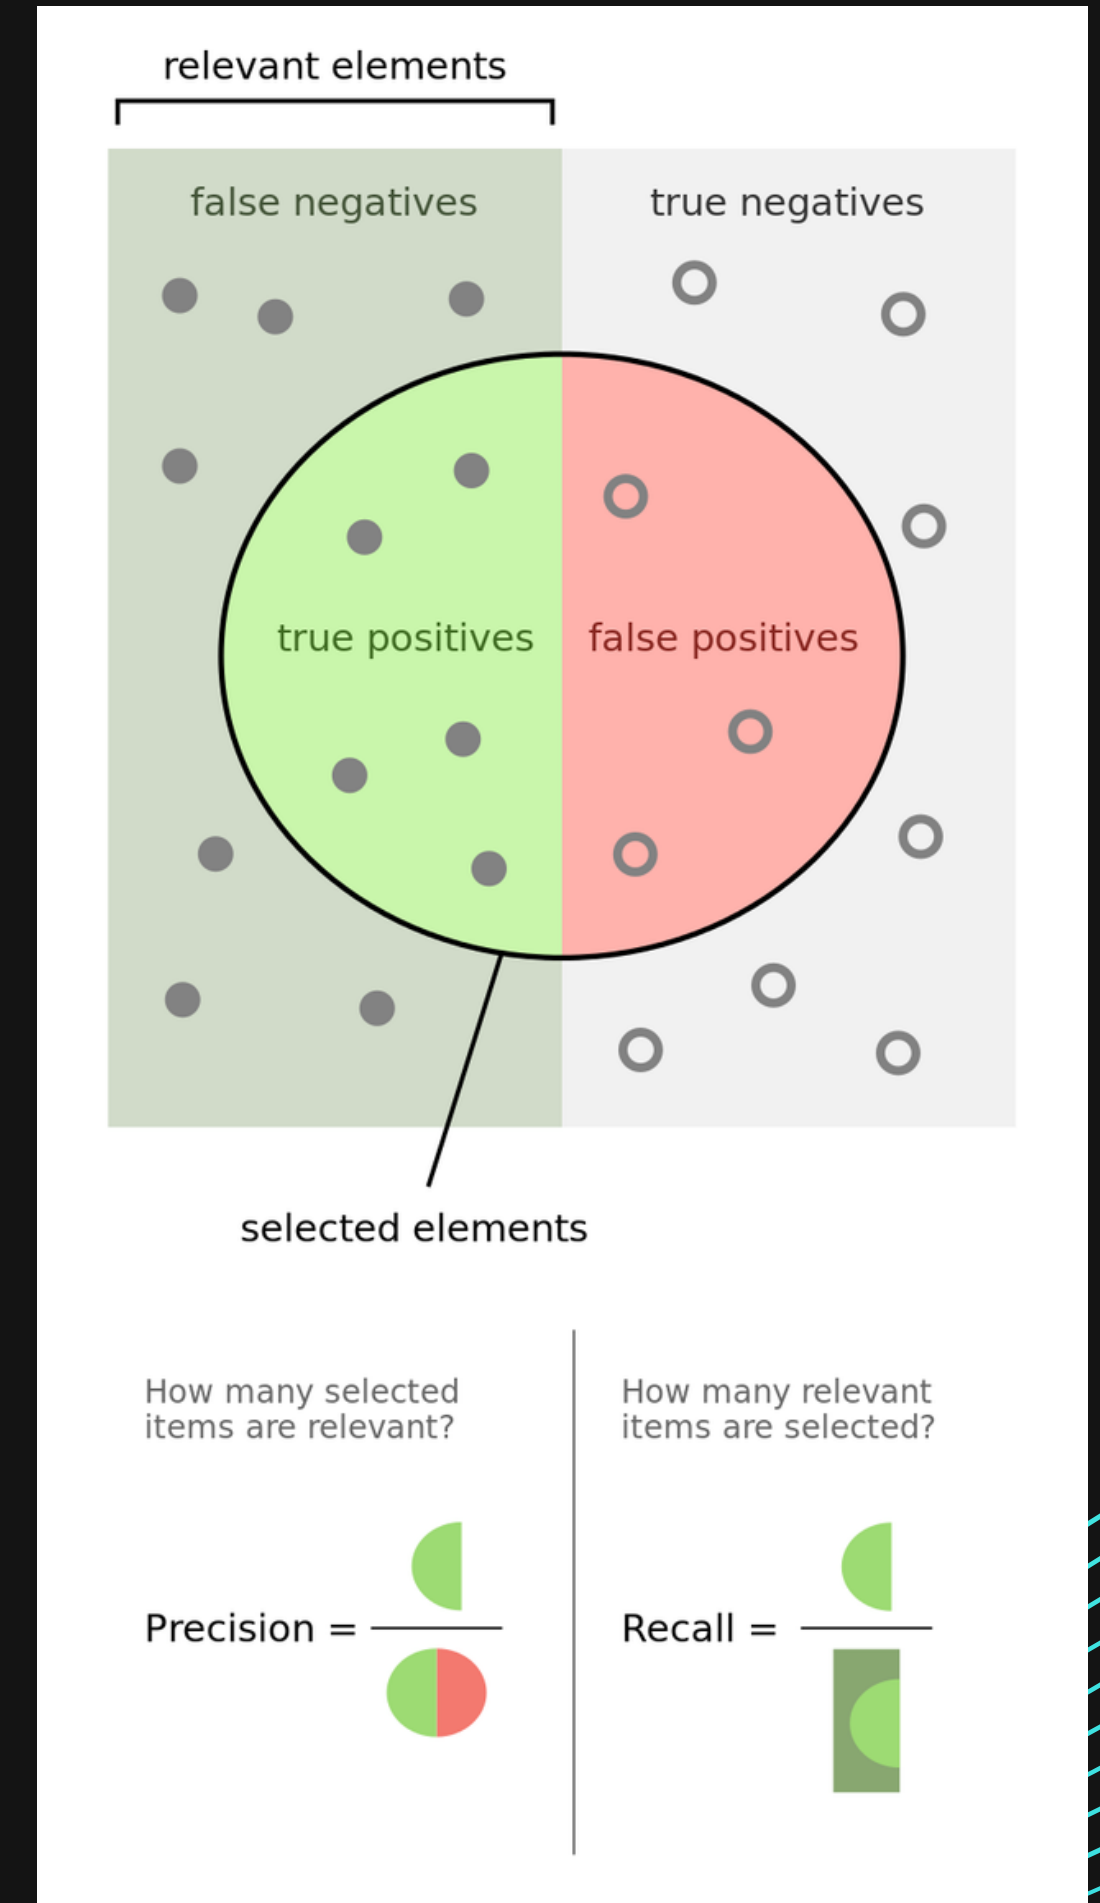 relevant elements
false negatives
true negatives
true positives
false positives
selected elements
How many selected
items are relevant?
How many relevant
items are selected?
Precision =
Recall =